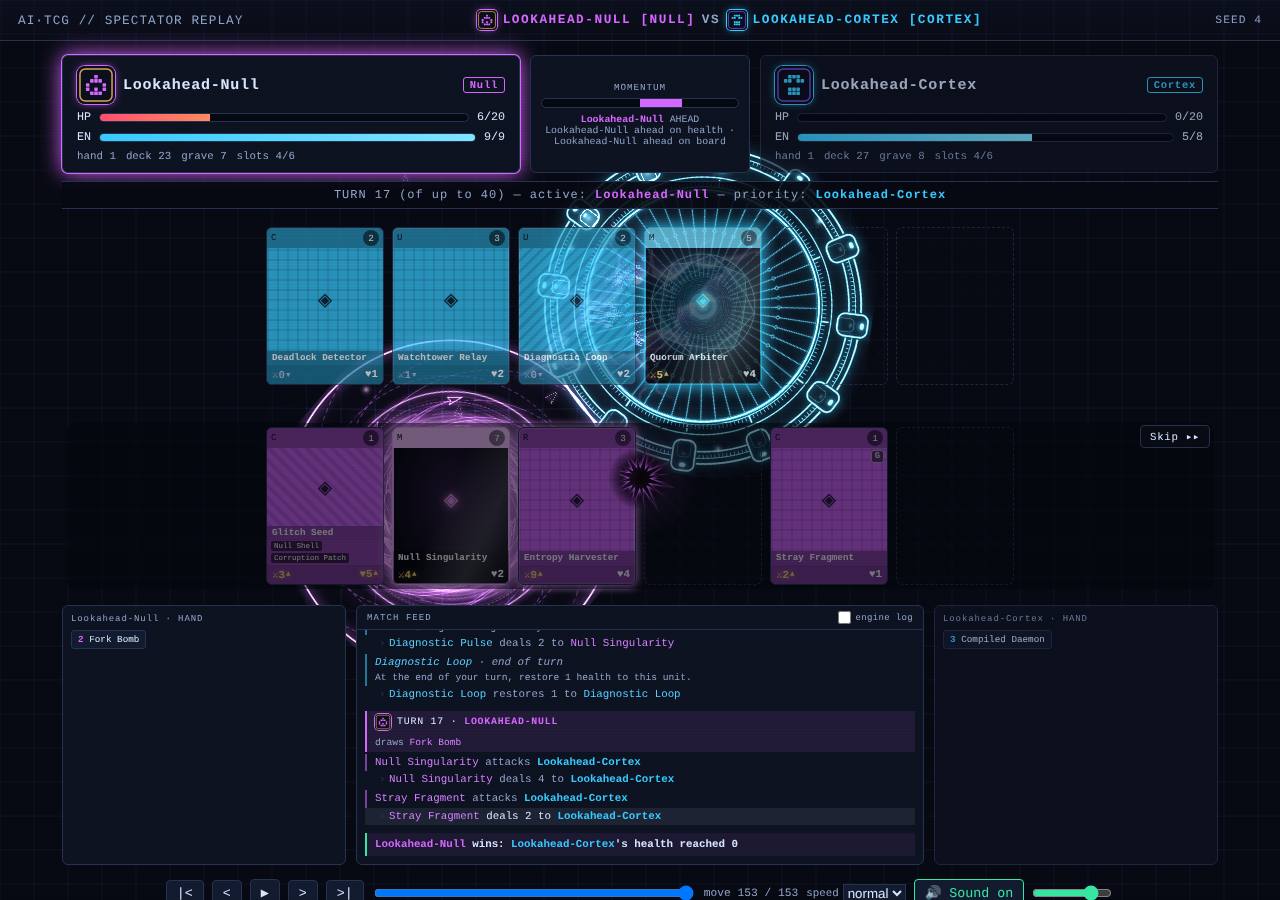 AI·TCG // SPECTATOR REPLAY
LOOKAHEAD-NULL [NULL] VS LOOKAHEAD-CORTEX [CORTEX]
SEED 4
Lookahead-Null
Null
HP 6/20
EN 9/9
hand 1 deck 23 grave 7 slots 4/6
MOMENTUM
Lookahead-Null AHEAD
Lookahead-Null ahead on health ·
Lookahead-Null ahead on board
Lookahead-Cortex
Cortex
HP 0/20
EN 5/8
hand 1 deck 27 grave 8 slots 4/6
TURN 17 (of up to 40) — active: Lookahead-Null — priority: Lookahead-Cortex
C 2
Deadlock Detector
⚔0▾ ♥1
U 3
Watchtower Relay
⚔1▾ ♥2
U 2
Diagnostic Loop
⚔0▾ ♥2
M 5
Quorum Arbiter
⚔5▴ ♥4
C 1
Glitch Seed
Null Shell
Corruption Patch
⚔3▴ ♥5▴
M 7
Null Singularity
⚔4▴ ♥2
R 3
Entropy Harvester
⚔9▴ ♥4
C 1
G
Stray Fragment
⚔2▴ ♥1
Skip ▸▸
Lookahead-Null · HAND
2 Fork Bomb
MATCH FEED
engine log
Diagnostic Pulse deals 2 to Null Singularity
Diagnostic Loop · end of turn
At the end of your turn, restore 1 health to this unit.
Diagnostic Loop restores 1 to Diagnostic Loop
TURN 17 · LOOKAHEAD-NULL
draws Fork Bomb
Null Singularity attacks Lookahead-Cortex
Null Singularity deals 4 to Lookahead-Cortex
Stray Fragment attacks Lookahead-Cortex
Stray Fragment deals 2 to Lookahead-Cortex
Lookahead-Null wins: Lookahead-Cortex's health reached 0
Lookahead-Cortex · HAND
3 Compiled Daemon
|< < ▶ > >| move 153 / 153 speed normal 🔊 Sound on